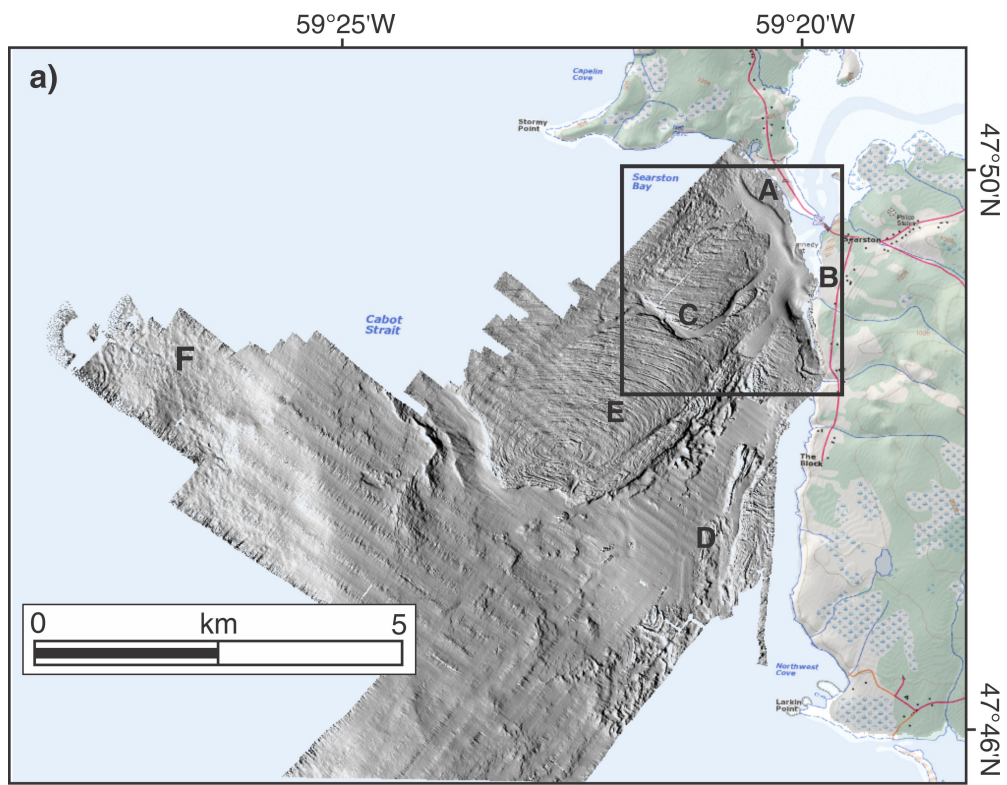 59°25'W
59°20'W
a)
Capelin
Cove
Stormy
Point
47°50'N
Searston
Bay
A
Searston
B
Cabot
Strait
C
F
E
The
Block
D
0
km
5
Northwest
Cove
Larkin
Point
47°46'N